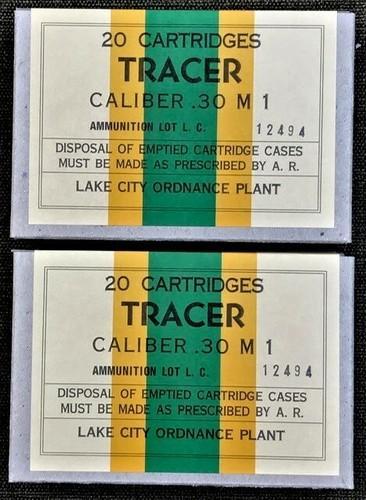 20 CARTRIDGES
TRACER
CALIBER .30 M 1
AMMUNITION LOT L. C. 12494
DISPOSAL OF EMPTIED CARTRIDGE CASES
MUST BE MADE AS PRESCRIBED BY A. R.
LAKE CITY ORDNANCE PLANT
20 CARTRIDGES
TRACER
CALIBER .30 M 1
AMMUNITION LOT L. C. 12494
DISPOSAL OF EMPTIED CARTRIDGE CASES
MUST BE MADE AS PRESCRIBED BY A. R.
LAKE CITY ORDNANCE PLANT